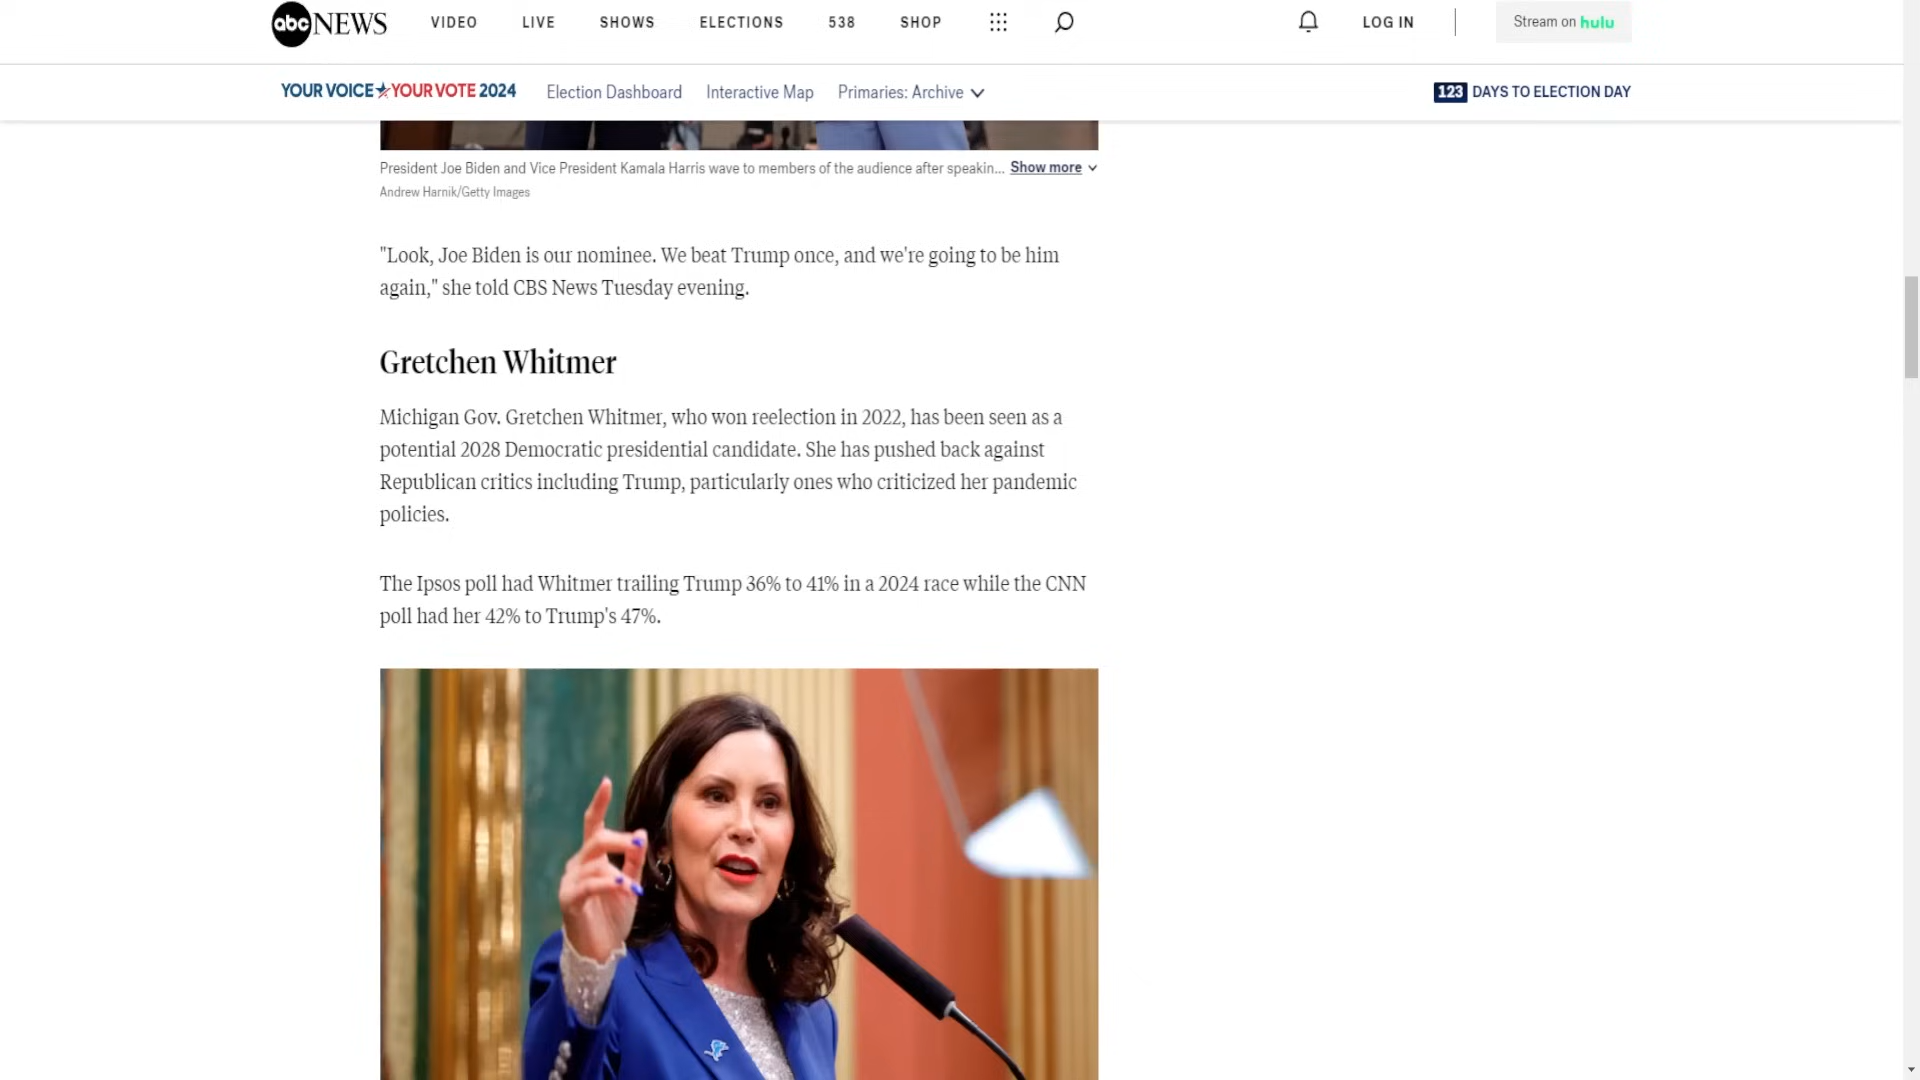 abc NEWS VIDEO LIVE SHOWS ELECTIONS 538 SHOP LOG IN Stream on hulu
YOUR VOICE YOUR VOTE 2024 Election Dashboard Interactive Map Primaries: Archive 123 DAYS TO ELECTION DAY
President Joe Biden and Vice President Kamala Harris wave to members of the audience after speakin... Show more
Andrew Harnik/Getty Images
"Look, Joe Biden is our nominee. We beat Trump once, and we're going to be him
again," she told CBS News Tuesday evening.
Gretchen Whitmer
Michigan Gov. Gretchen Whitmer, who won reelection in 2022, has been seen as a
potential 2028 Democratic presidential candidate. She has pushed back against
Republican critics including Trump, particularly ones who criticized her pandemic
policies.
The Ipsos poll had Whitmer trailing Trump 36% to 41% in a 2024 race while the CNN
poll had her 42% to Trump's 47%.